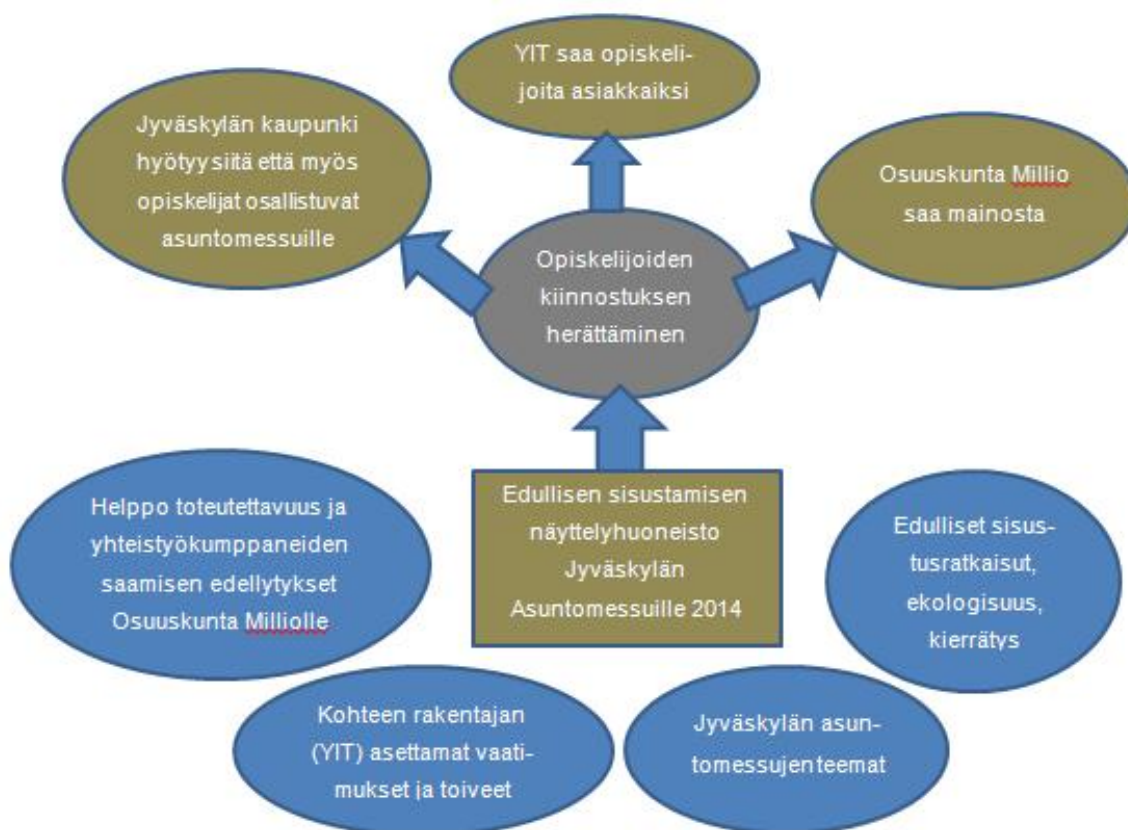 YIT saa opiskeli-
joita asiakkaiksi
Jyväskylän kaupunki
hyötyy siitä että myös
opiskelijat osallistuvat
asuntomessuille
Osuuskunta Millio
saa mainosta
Opiskelijoiden
kiinnostuksen
herättäminen
Helppo toteutettavuus ja
yhteistyökumppaneiden
saamisen edellytykset
Osuuskunta Milliolle
Edullisen sisustamisen
näyttelyhuoneisto
Jyväskylän
Asuntomessuille 2014
Edulliset sisus-
tusratkaisut,
ekologisuus,
kierrätys
Kohteen rakentajan
(YIT) asettamat vaati-
mukset ja toiveet
Jyväskylän asun-
tomessujen teemat